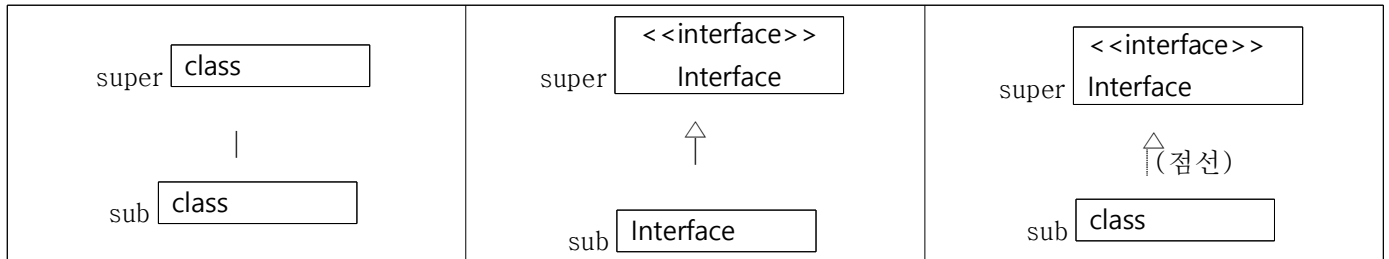 super class
sub class
<<interface>>
super Interface
sub Interface
<<interface>>
super Interface
(점선)
sub class